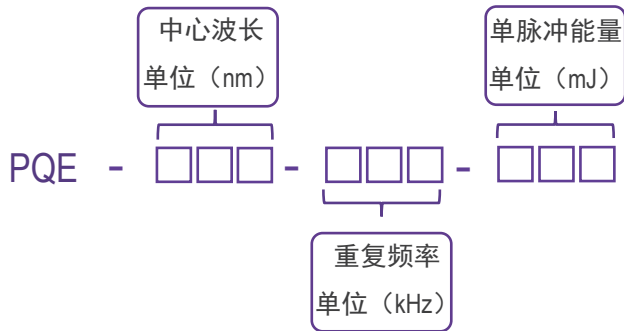 中心波长
单位（nm）
单脉冲能量
单位（mJ）
PQE - □□□ - □□□ - □□□
重复频率
单位（kHz）